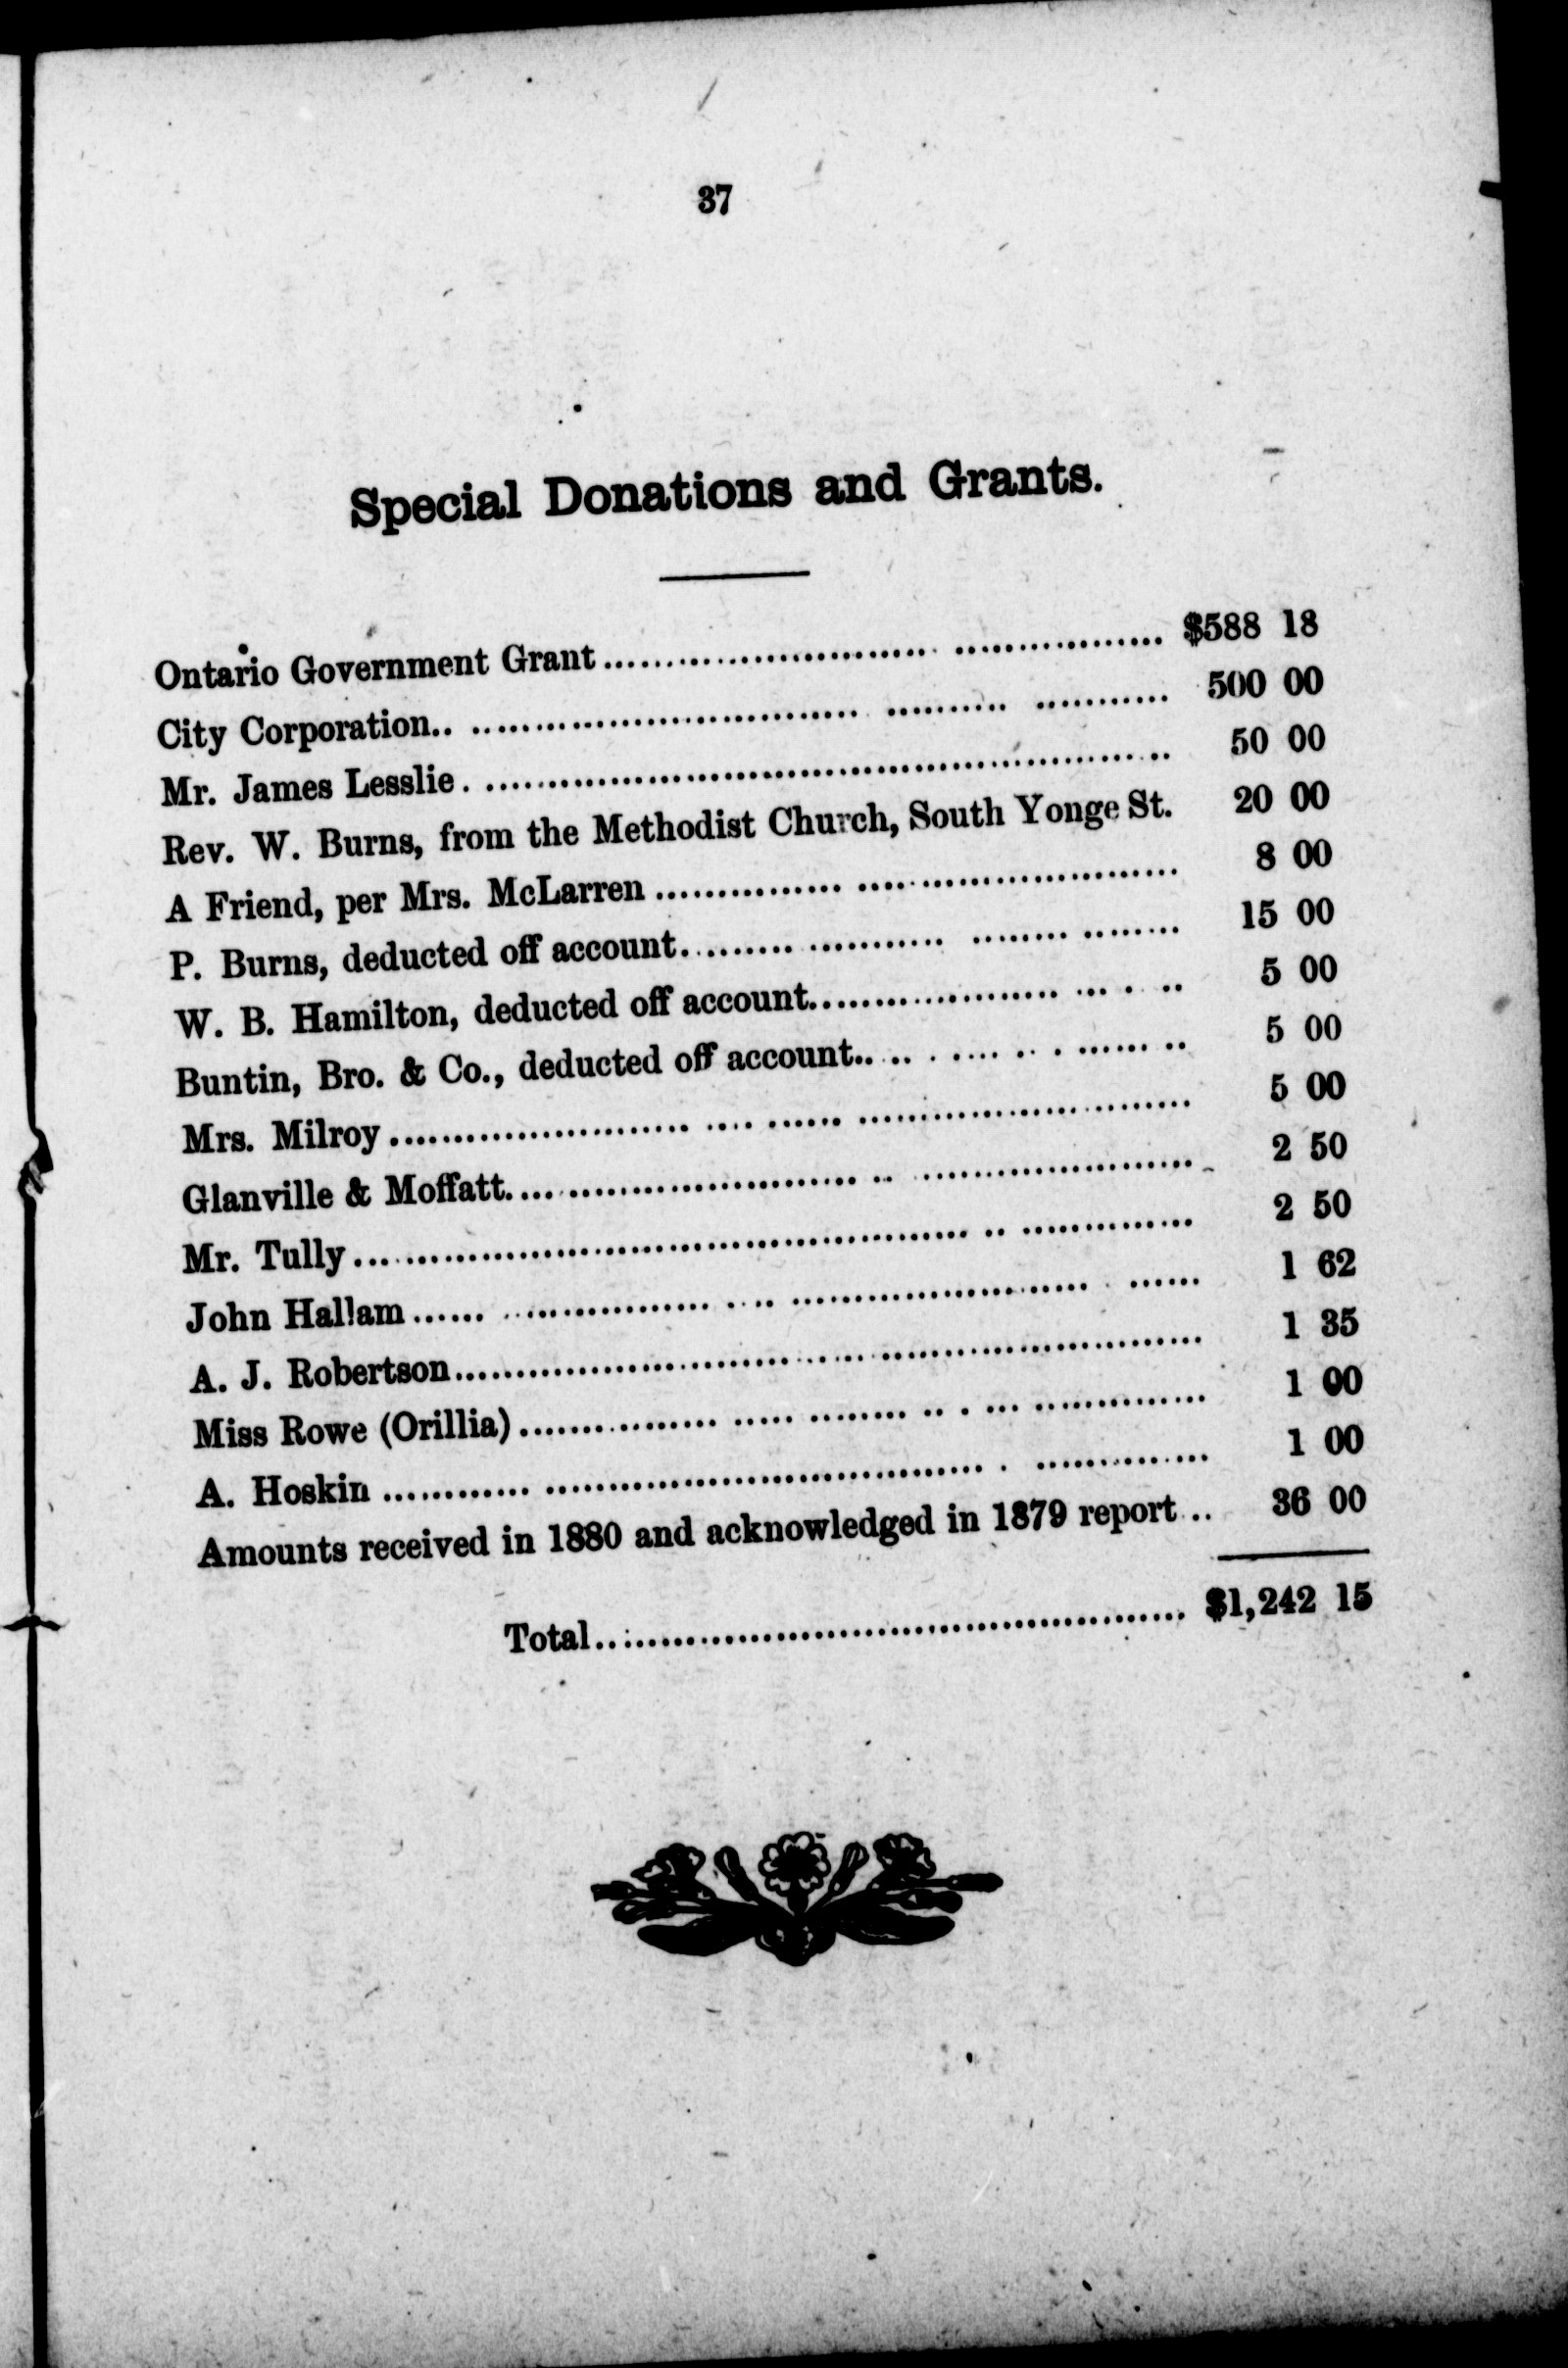 37
Special Donations and Grants.
Ontario Government Grant........................................ $588 18
City Corporation........................................ 500 00
Mr. James Lesslie........................................ 50 00
Rev. W. Burns, from the Methodist Church, South Yonge St. 20 00
A Friend, per Mrs. McLarren........................................ 8 00
P. Burns, deducted off account........................................ 15 00
W. B. Hamilton, deducted off account.............................. 5 00
Buntin, Bro. & Co., deducted off account.............................. 5 00
Mrs. Milroy........................................ 5 00
Glanville & Moffatt........................................ 2 50
Mr. Tully........................................ 2 50
John Hallam........................................ 1 62
A. J. Robertson........................................ 1 35
Miss Rowe (Orillia)........................................ 1 00
A. Hoskin........................................ 1 00
Amounts received in 1880 and acknowledged in 1879 report.. 36 00
Total........................................ $1,242 15